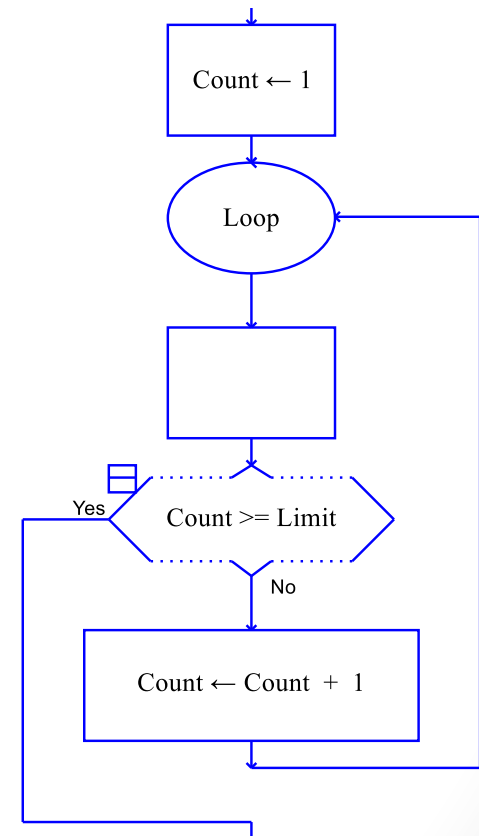 Count ← 1
Loop
Yes
Count >= Limit
No
Count ← Count + 1